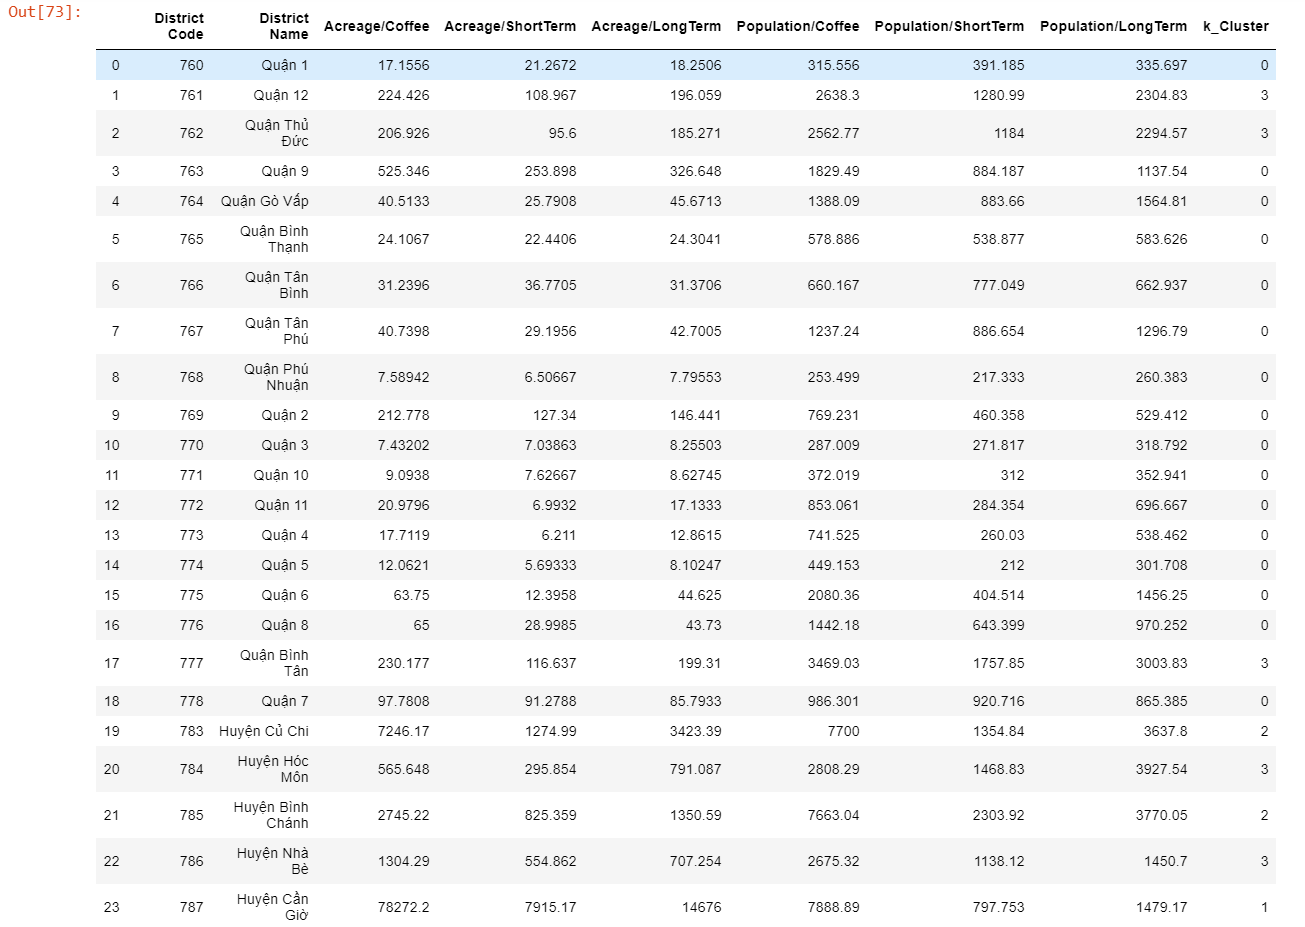 Out[73]:
District Code District Name Acreage/Coffee Acreage/ShortTerm Acreage/LongTerm Population/Coffee Population/ShortTerm Population/LongTerm k_Cluster
0 760 Quận 1 17.1556 21.2672 18.2506 315.556 391.185 335.697 0
1 761 Quận 12 224.426 108.967 196.059 2638.3 1280.99 2304.83 3
2 762 Quận Thủ Đức 206.926 95.6 185.271 2562.77 1184 2294.57 3
3 763 Quận 9 525.346 253.898 326.648 1829.49 884.187 1137.54 0
4 764 Quận Gò Vấp 40.5133 25.7908 45.6713 1388.09 883.66 1564.81 0
5 765 Quận Bình Thạnh 24.1067 22.4406 24.3041 578.886 538.877 583.626 0
6 766 Quận Tân Bình 31.2396 36.7705 31.3706 660.167 777.049 662.937 0
7 767 Quận Tân Phú 40.7398 29.1956 42.7005 1237.24 886.654 1296.79 0
8 768 Quận Phú Nhuận 7.58942 6.50667 7.79553 253.499 217.333 260.383 0
9 769 Quận 2 212.778 127.34 146.441 769.231 460.358 529.412 0
10 770 Quận 3 7.43202 7.03863 8.25503 287.009 271.817 318.792 0
11 771 Quận 10 9.0938 7.62667 8.62745 372.019 312 352.941 0
12 772 Quận 11 20.9796 6.9932 17.1333 853.061 284.354 696.667 0
13 773 Quận 4 17.7119 6.211 12.8615 741.525 260.03 538.462 0
14 774 Quận 5 12.0621 5.69333 8.10247 449.153 212 301.708 0
15 775 Quận 6 63.75 12.3958 44.625 2080.36 404.514 1456.25 0
16 776 Quận 8 65 28.9985 43.73 1442.18 643.399 970.252 0
17 777 Quận Bình Tân 230.177 116.637 199.31 3469.03 1757.85 3003.83 3
18 778 Quận 7 97.7808 91.2788 85.7933 986.301 920.716 865.385 0
19 783 Huyện Củ Chi 7246.17 1274.99 3423.39 7700 1354.84 3637.8 2
20 784 Huyện Hóc Môn 565.648 295.854 791.087 2808.29 1468.83 3927.54 3
21 785 Huyện Bình Chánh 2745.22 825.359 1350.59 7663.04 2303.92 3770.05 2
22 786 Huyện Nhà Bè 1304.29 554.862 707.254 2675.32 1138.12 1450.7 3
23 787 Huyện Cần Giờ 78272.2 7915.17 14676 7888.89 797.753 1479.17 1